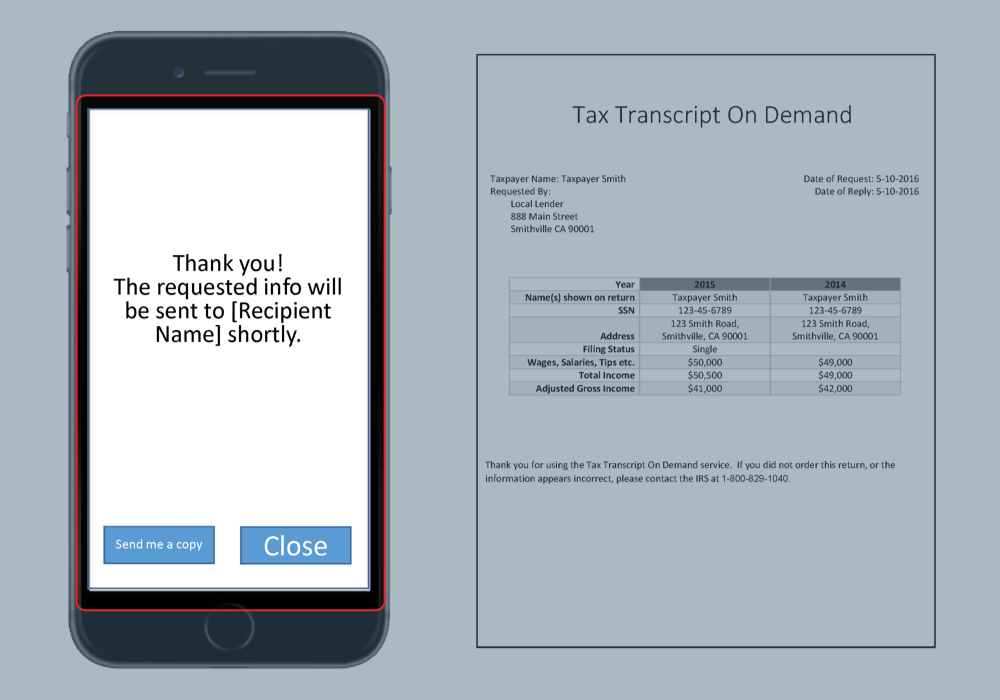 Thank you!
The requested info will
be sent to [Recipient
Name] shortly.
Send me a copy
Close
Tax Transcript On Demand
Taxpayer Name: Taxpayer Smith
Date of Request: 5-10-2016
Requested By:
Date of Reply: 5-10-2016
Local Lender
888 Main Street
Smithville CA 90001
Year 2015 2014
Name(s) shown on return Taxpayer Smith Taxpayer Smith
SSN 123-45-6789 123-45-6789
123 Smith Road, 123 Smith Road,
Address Smithville, CA 90001 Smithville, CA 90001
Filing Status Single
Wages, Salaries, Tips etc. $50,000 $49,000
Total Income $50,500 $49,000
Adjusted Gross Income $41,000 $42,000
Thank you for using the Tax Transcript On Demand service. If you did not order this return, or the
information appears incorrect, please contact the IRS at 1-800-829-1040.